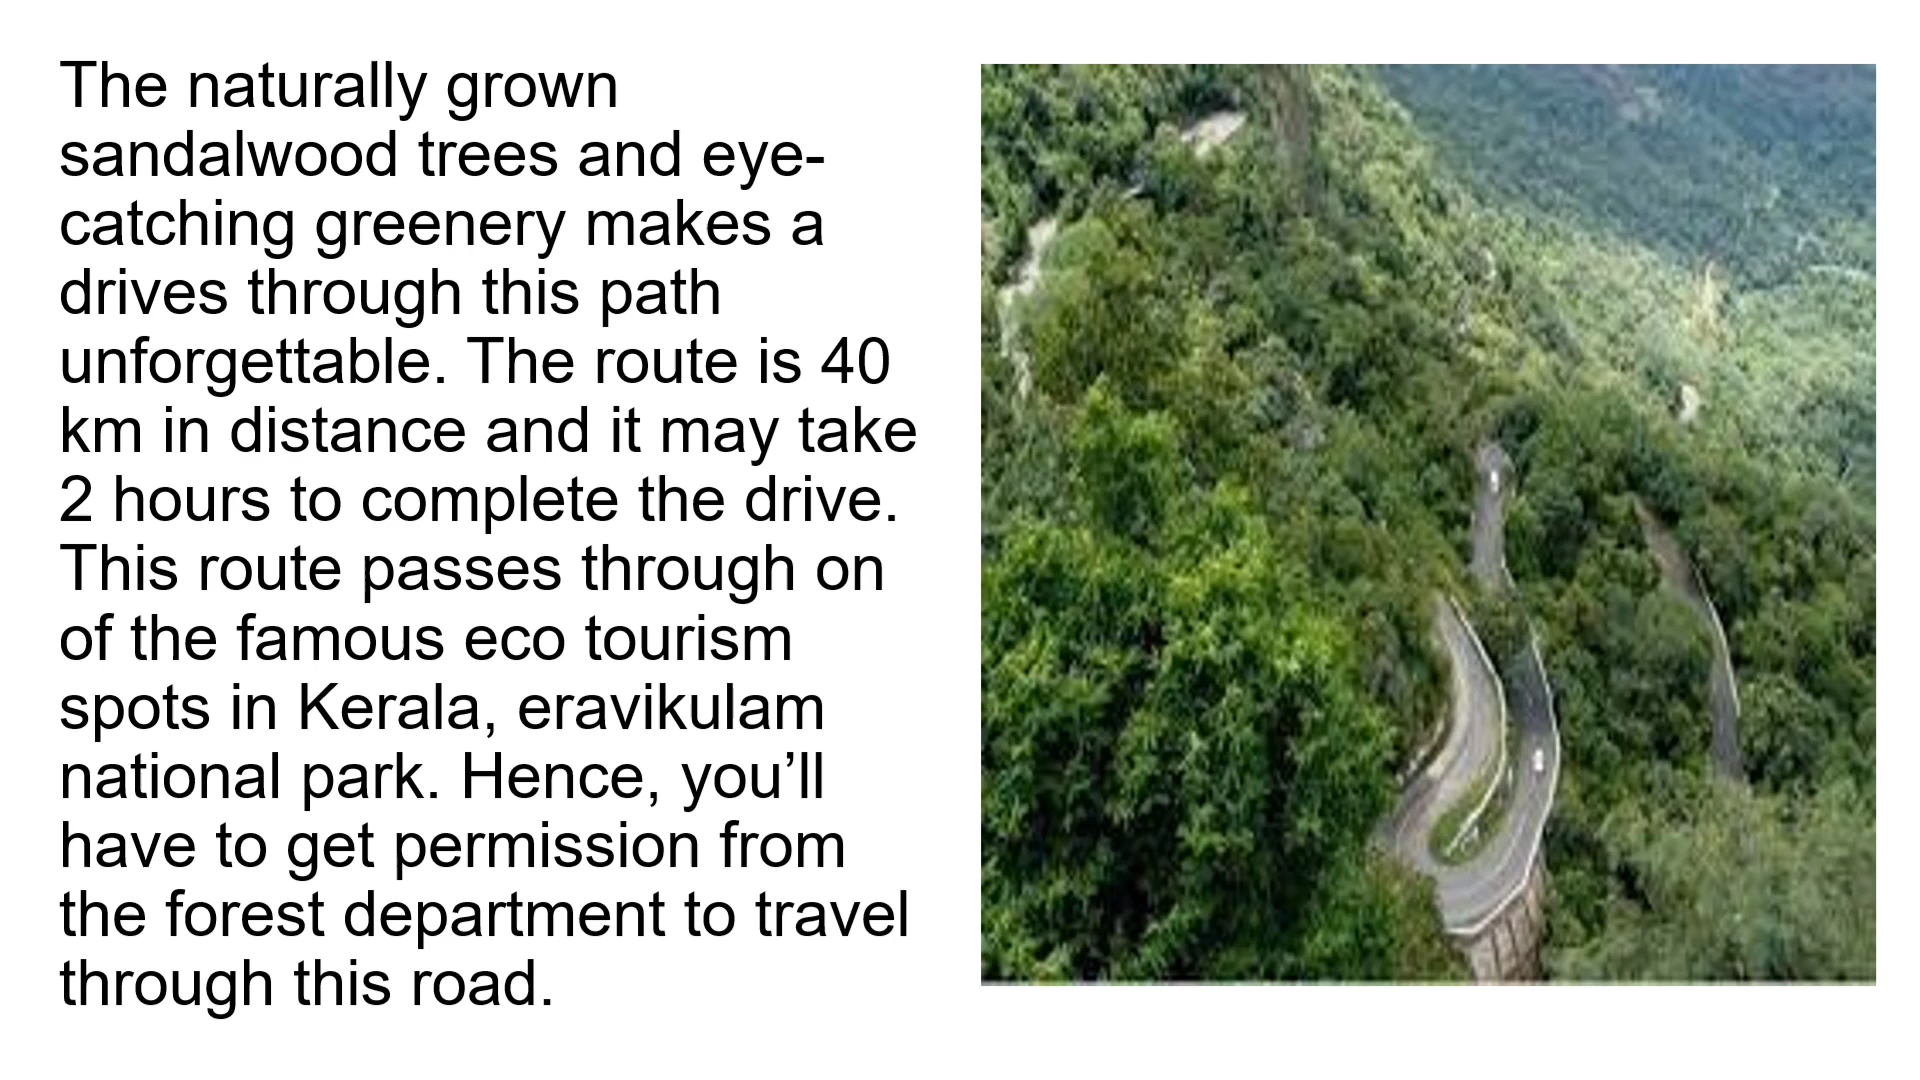 The naturally grown
sandalwood trees and eye-
catching greenery makes a
drives through this path
unforgettable. The route is 40
km in distance and it may take
2 hours to complete the drive.
This route passes through on
of the famous eco tourism
spots in Kerala, eravikulam
national park. Hence, you’ll
have to get permission from
the forest department to travel
through this road.